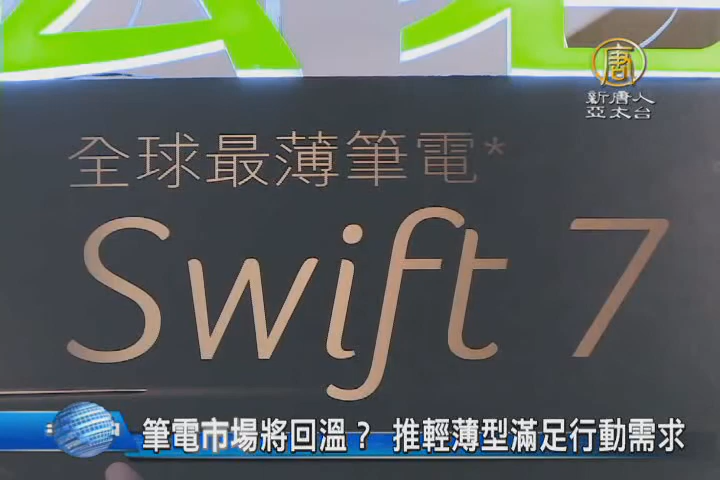 唐
新唐人
亞太台
全球最薄筆電*
Swift 7
筆電市場將回溫？ 推輕薄型滿足行動需求